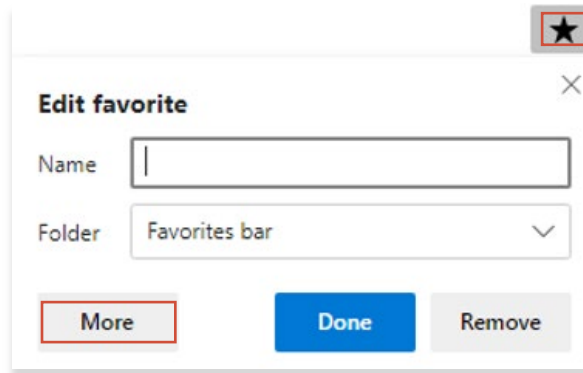 Edit favorite
Name
Folder Favorites bar
More Done Remove